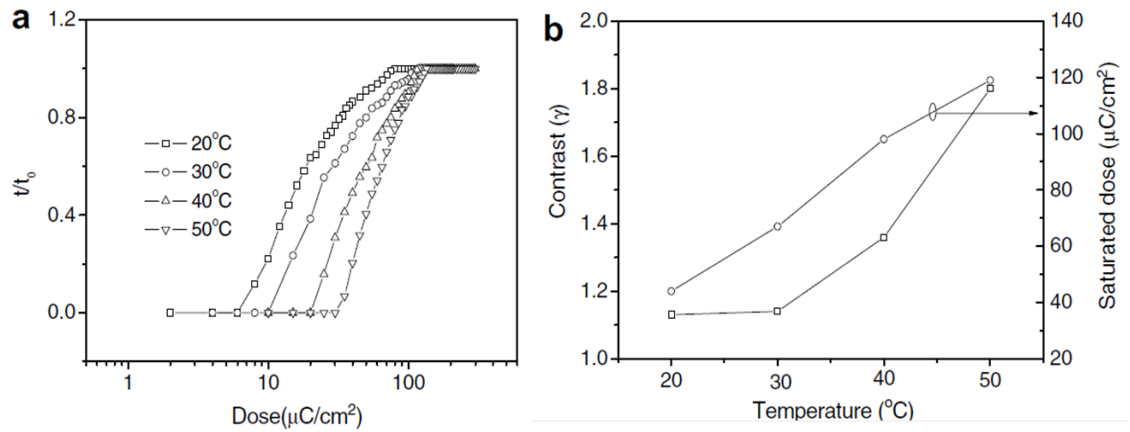 a
1.2
0.8
0.4
0.0
t/t₀
20°C
30°C
40°C
50°C
1
10
100
Dose(μC/cm²)
b
2.0
1.8
1.6
1.4
1.2
1.0
Contrast (γ)
140
120
100
80
60
40
20
Saturated dose (μC/cm²)
20
30
40
50
Temperature (°C)